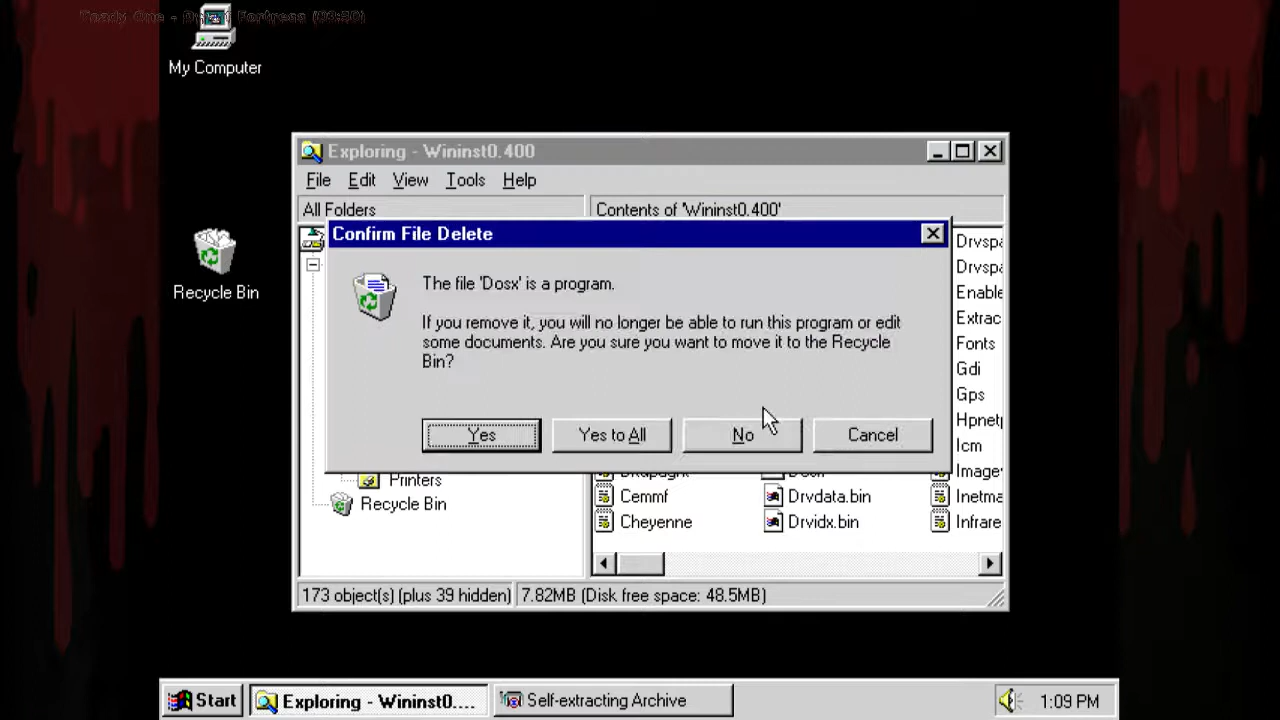 My Computer
Recycle Bin
Exploring - Wininst0.400
File Edit View Tools Help
All Folders
Contents of 'Wininst0.400'
Confirm File Delete
The file 'Dosx' is a program.
If you remove it, you will no longer be able to run this program or edit
some documents. Are you sure you want to move it to the Recycle
Bin?
Yes Yes to All No Cancel
Drvspa
Drvspa
Enable
Extrac
Fonts
Gdi
Gps
Hpnetp
Icm
Image
Printers
Recycle Bin
Cemmf Drvdata.bin Inetma
Cheyenne Drvidx.bin Infrare
173 object(s) (plus 39 hidden) 7.82MB (Disk free space: 48.5MB)
Start Exploring - Wininst0.... Self-extracting Archive 1:09 PM